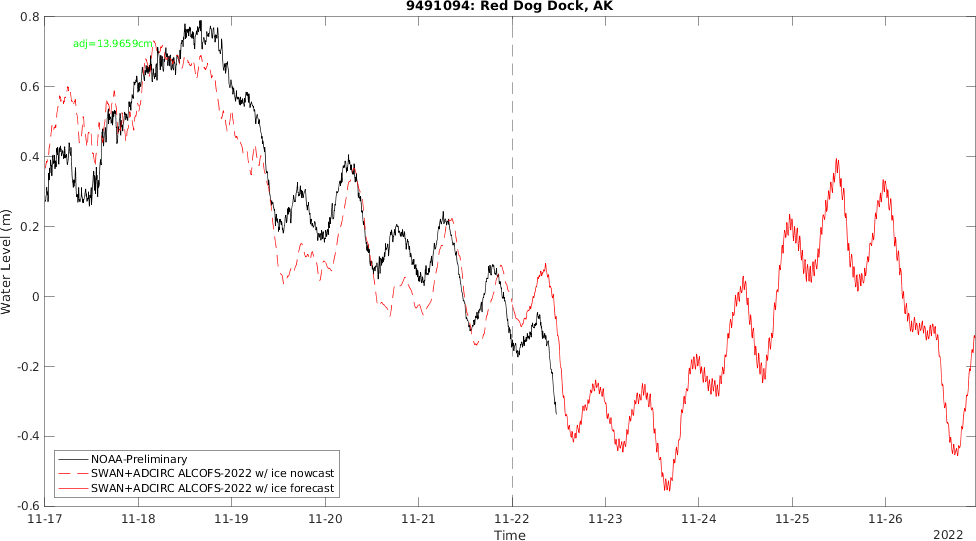 9491094: Red Dog Dock, AK
adj=13.9659cm
Water Level (m)
0.8
0.6
0.4
0.2
0
-0.2
-0.4
-0.6
NOAA-Preliminary
SWAN+ADCIRC ALCOFS-2022 w/ ice nowcast
SWAN+ADCIRC ALCOFS-2022 w/ ice forecast
11-17 11-18 11-19 11-20 11-21 11-22 11-23 11-24 11-25 11-26
Time
2022